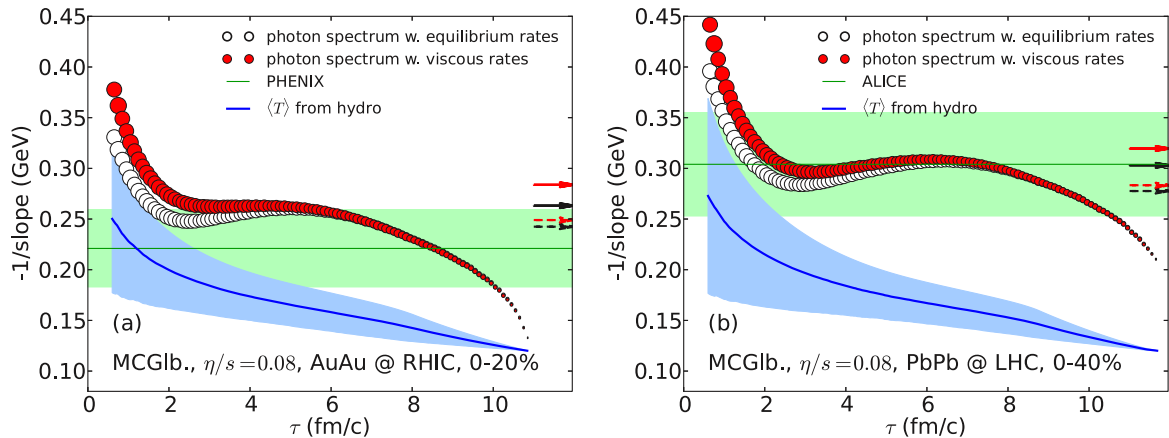 0.45
0.40
0.35
0.30
0.25
0.20
0.15
0.10
-1/slope (GeV)
photon spectrum w. equilibrium rates
photon spectrum w. viscous rates
PHENIX
⟨T⟩ from hydro
(a)
MCGlb., η/s=0.08, AuAu @ RHIC, 0-20%
0 2 4 6 8 10
τ (fm/c)
0.45
0.40
0.35
0.30
0.25
0.20
0.15
0.10
-1/slope (GeV)
photon spectrum w. equilibrium rates
photon spectrum w. viscous rates
ALICE
⟨T⟩ from hydro
(b)
MCGlb., η/s=0.08, PbPb @ LHC, 0-40%
0 2 4 6 8 10
τ (fm/c)